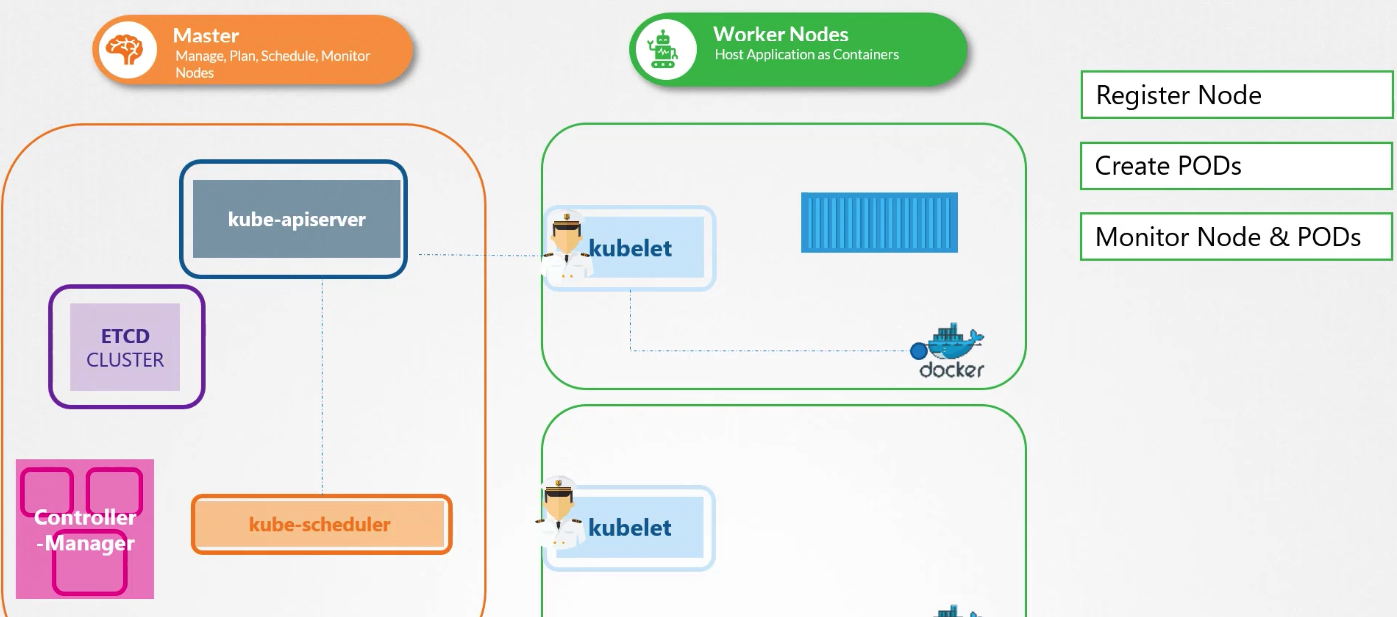 Master
Manage, Plan, Schedule, Monitor
Nodes
Worker Nodes
Host Application as Containers
Register Node
Create PODs
Monitor Node & PODs
kube-apiserver
kubelet
docker
ETCD
CLUSTER
Controller
-Manager
kube-scheduler
kubelet